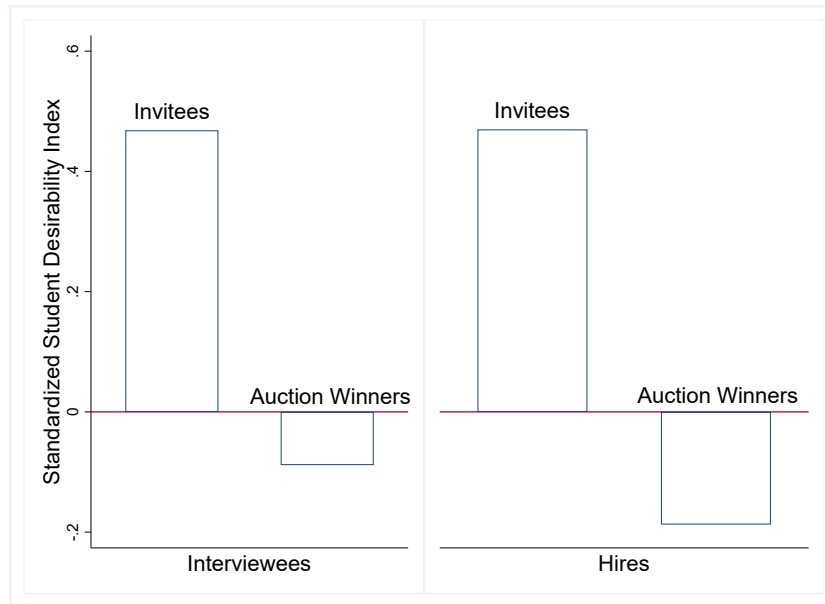 Standardized Student Desirability Index
.6
.4
.2
0
-.2
Invitees
Auction Winners
Interviewees
Invitees
Auction Winners
Hires